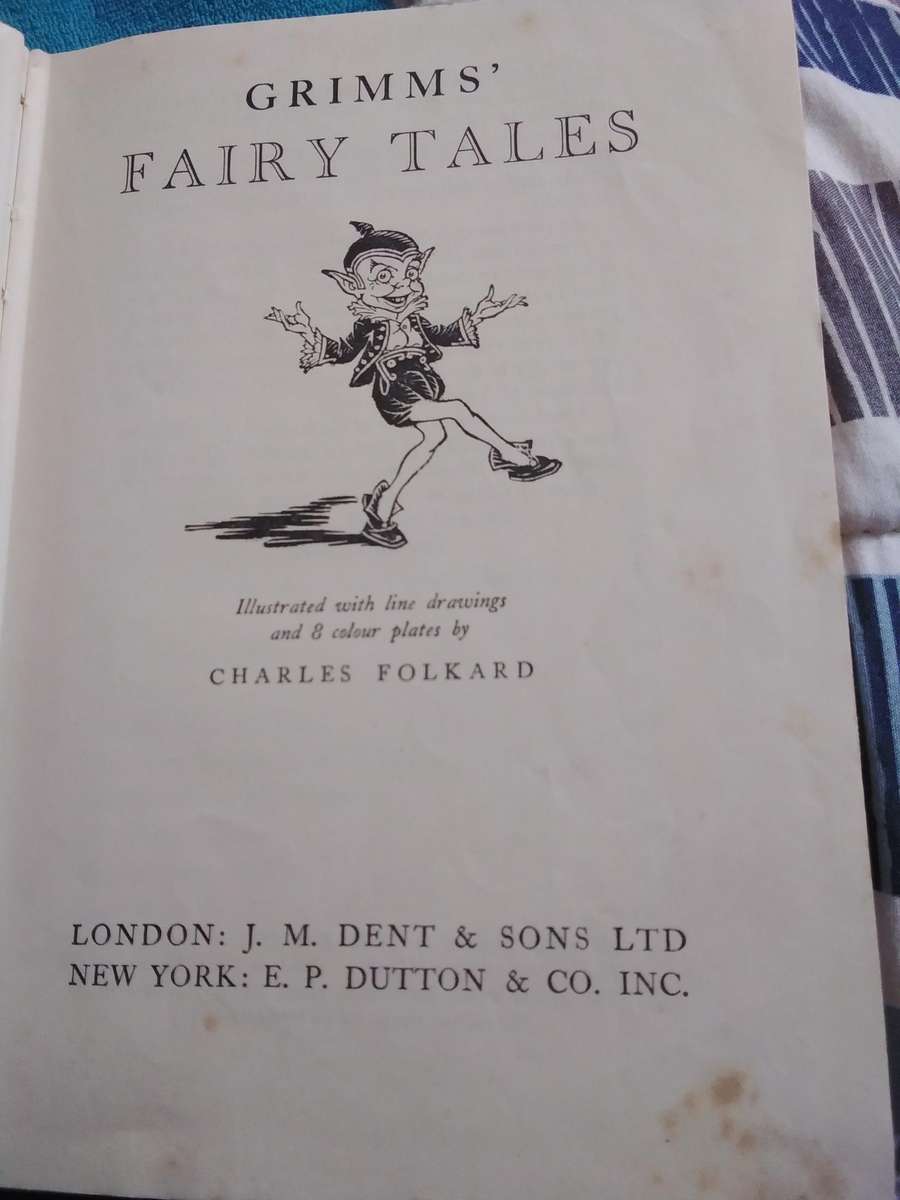 GRIMMS’
FAIRY TALES
Illustrated with line drawings
and 8 colour plates by
CHARLES FOLKARD
LONDON: J. M. DENT & SONS LTD
NEW YORK: E. P. DUTTON & CO. INC.